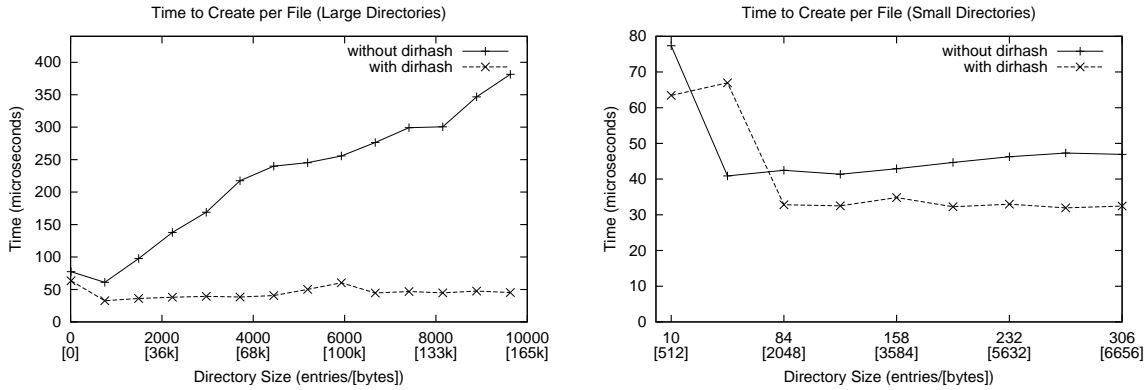 Time to Create per File (Large Directories)
without dirhash
with dirhash
400
350
300
250
200
150
100
50
0
Time (microseconds)
0 2000 4000 6000 8000 10000
[0] [36k] [68k] [100k] [133k] [165k]
Directory Size (entries/[bytes])
Time to Create per File (Small Directories)
without dirhash
with dirhash
80
70
60
50
40
30
20
10
0
Time (microseconds)
10 84 158 232 306
[512] [2048] [3584] [5632] [6656]
Directory Size (entries/[bytes])